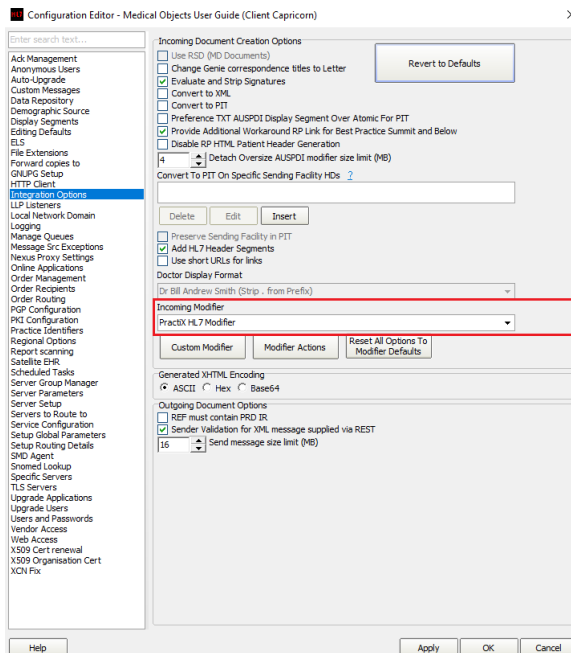 Configuration Editor - Medical Objects User Guide (Client Capricorn)
Enter search text...
Ack Management
Anonymous Users
Auto-Upgrade
Custom Messages
Data Repository
Demographic Source
Display Segments
Editing Defaults
ELS
File Extensions
Forward copies to
GNUPG Setup
HTTP Client
Integration Options
LLP Listeners
Local Network Domain
Logging
Manage Queues
Message Src Exceptions
Nexus Proxy Settings
Online Applications
Order Management
Order Recipients
Order Routing
PGP Configuration
PKI Configuration
Practice Identifiers
Regional Options
Report scanning
Satellite EHR
Scheduled Tasks
Server Group Manager
Server Parameters
Server Setup
Servers to Route to
Service Configuration
Setup Global Parameters
Setup Routing Details
SMD Agent
Snomed Lookup
Specific Servers
TLS Servers
Upgrade Applications
Upgrade Users
Users and Passwords
Vendor Access
Web Access
X509 Cert renewal
X509 Organisation Cert
XCN Fix
Incoming Document Creation Options
Use RSD (MD Documents)
Revert to Defaults
Change Genie correspondence titles to Letter
Evaluate and Strip Signatures
Convert to XML
Convert to PIT
Preference TXT AUSPDI Display Segment Over Atomic For PIT
Provide Additional Workaround RP Link for Best Practice Summit and Below
Disable RP HTML Patient Header Generation
4 Detach Oversize AUSPDI modifier size limit (MB)
Convert To PIT On Specific Sending Facility HDs ?
Delete Edit Insert
Preserve Sending Facility in PIT
Add HL7 Header Segments
Use short URLs for links
Doctor Display Format
Dr Bill Andrew Smith (Strip . from Prefix)
Incoming Modifier
PractiX HL7 Modifier
Custom Modifier Modifier Actions Reset All Options To
Modifier Defaults
Generated XHTML Encoding
ASCII Hex Base64
Outgoing Document Options
REF must contain PRD IR
Sender Validation for XML message supplied via REST
16 Send message size limit (MB)
Help Apply OK Cancel